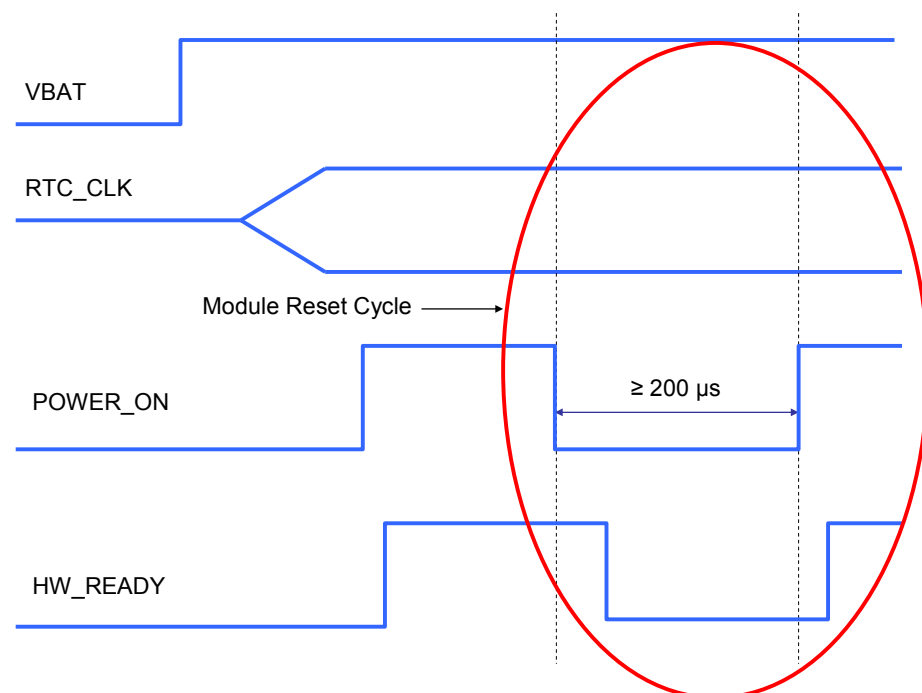 VBAT
RTC_CLK
Module Reset Cycle
≥ 200 µs
POWER_ON
HW_READY